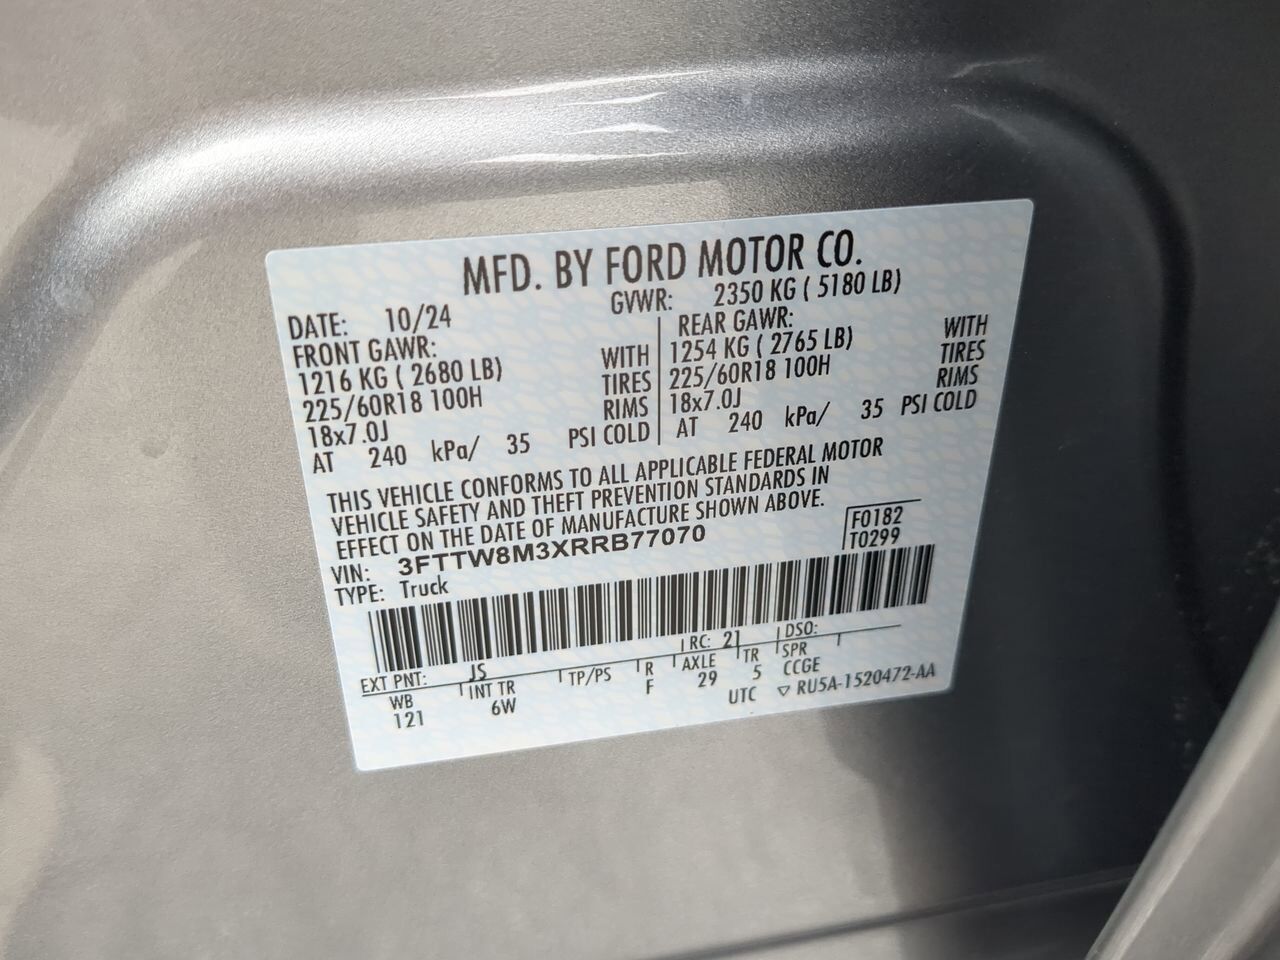 MFD. BY FORD MOTOR CO.
DATE: 10/24 GVWR: 2350 KG ( 5180 LB)
FRONT GAWR: REAR GAWR:
1216 KG ( 2680 LB) WITH 1254 KG ( 2765 LB) WITH
225/60R18 100H TIRES 225/60R18 100H TIRES
18x7.0J RIMS 18x7.0J RIMS
AT 240 kPa/ 35 PSI COLD AT 240 kPa/ 35 PSI COLD
THIS VEHICLE CONFORMS TO ALL APPLICABLE FEDERAL MOTOR
VEHICLE SAFETY AND THEFT PREVENTION STANDARDS IN
EFFECT ON THE DATE OF MANUFACTURE SHOWN ABOVE.
VIN: 3FTTW8M3XRRB77070 F0182
TYPE: Truck T0299
EXT PNT: JS RC: 21 DSO:
WB INT TR TP/PS R AXLE TR SPR
121 6W F 29 5 CCGE
UTC ▽ RU5A-1520472-AA